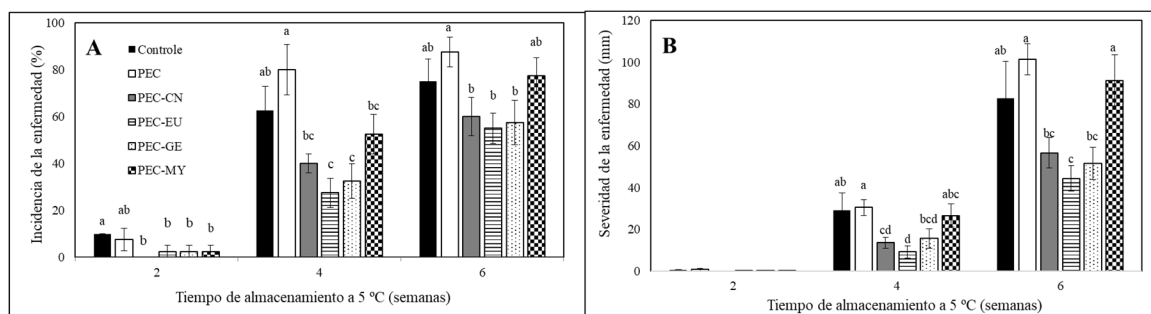 A
Incidencia de la enfermedad (%)
100
80
60
40
20
0
Controle
PEC
PEC-CN
PEC-EU
PEC-GE
PEC-MY
a
ab
b
b
b
b
ab
a
bc
c
c
bc
ab
a
b
b
b
ab
2
4
6
Tiempo de almacenamiento a 5 ºC (semanas)
B
Severidad de la enfermedad (mm)
120
100
80
60
40
20
0
ab
a
cd
d
bcd
abc
ab
a
bc
c
bc
a
2
4
6
Tiempo de almacenamiento a 5 ºC (semanas)